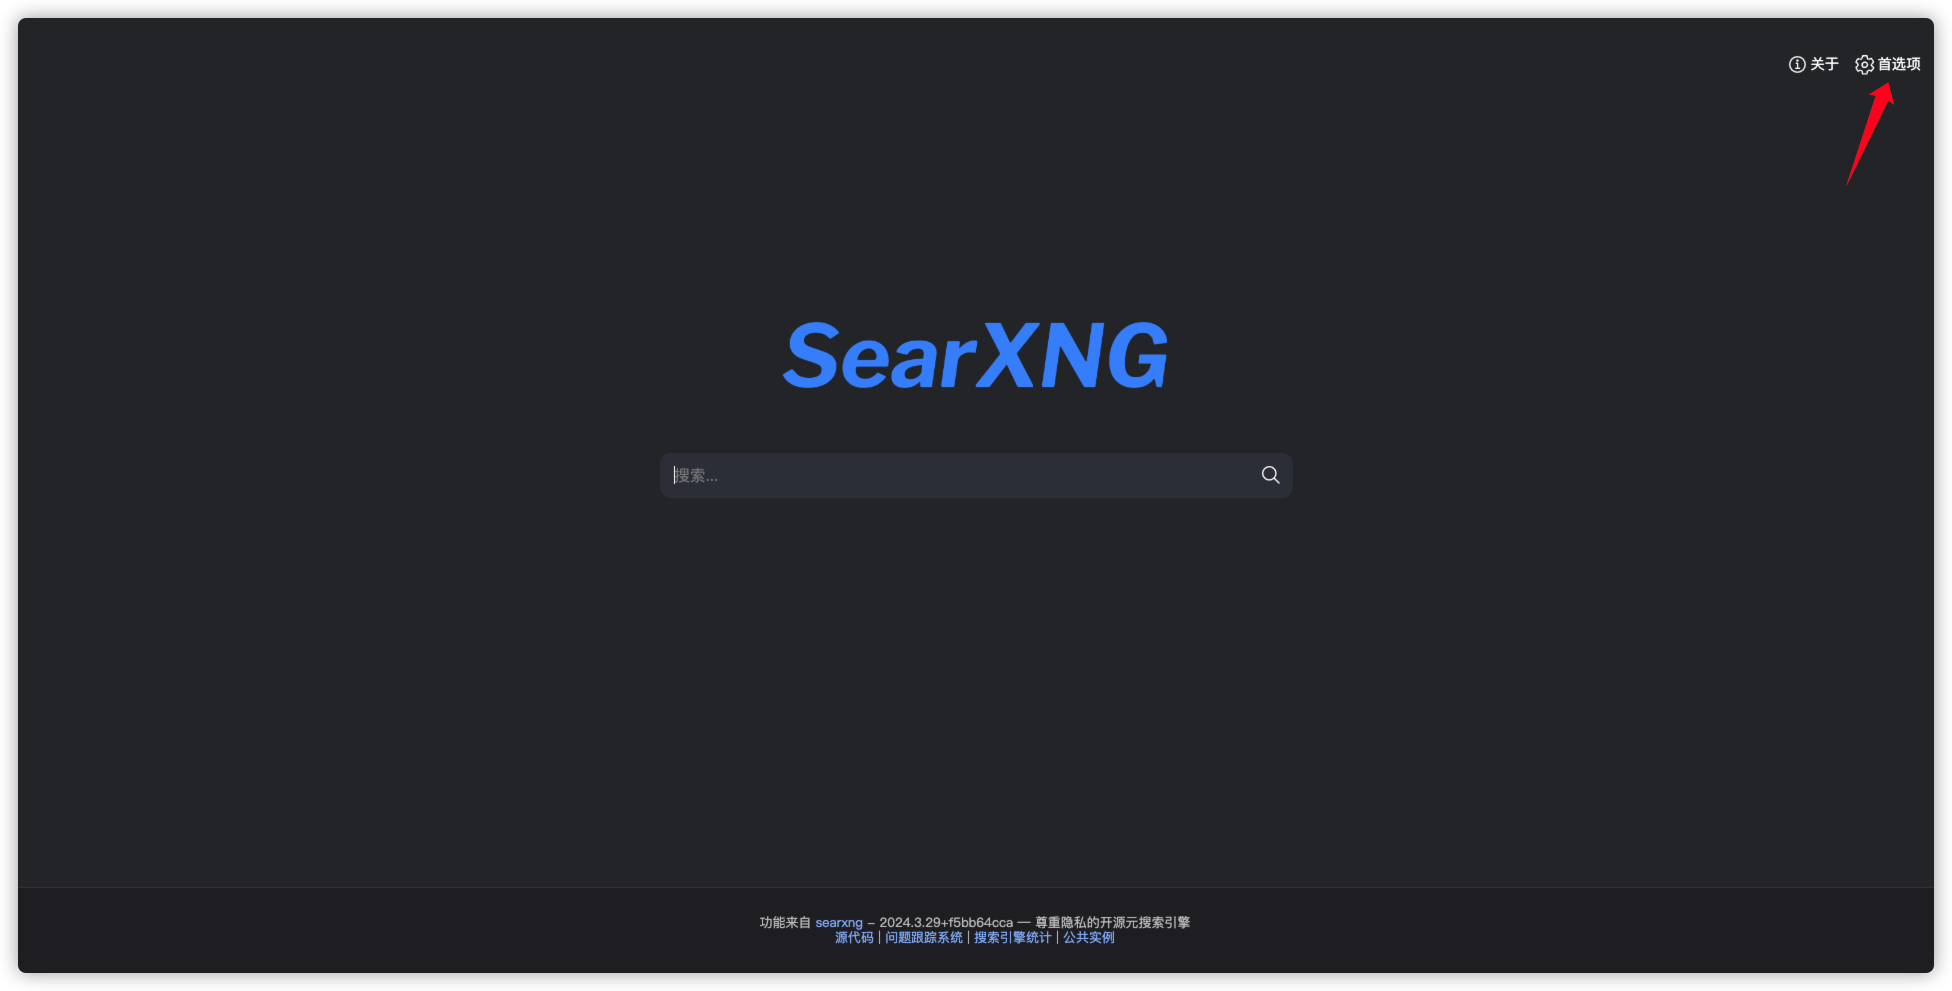 关于 首选项
SearXNG
搜索...
功能来自 searxng – 2024.3.29+f5bb64cca — 尊重隐私的开源元搜索引擎
源代码 | 问题跟踪系统 | 搜索引擎统计 | 公共实例